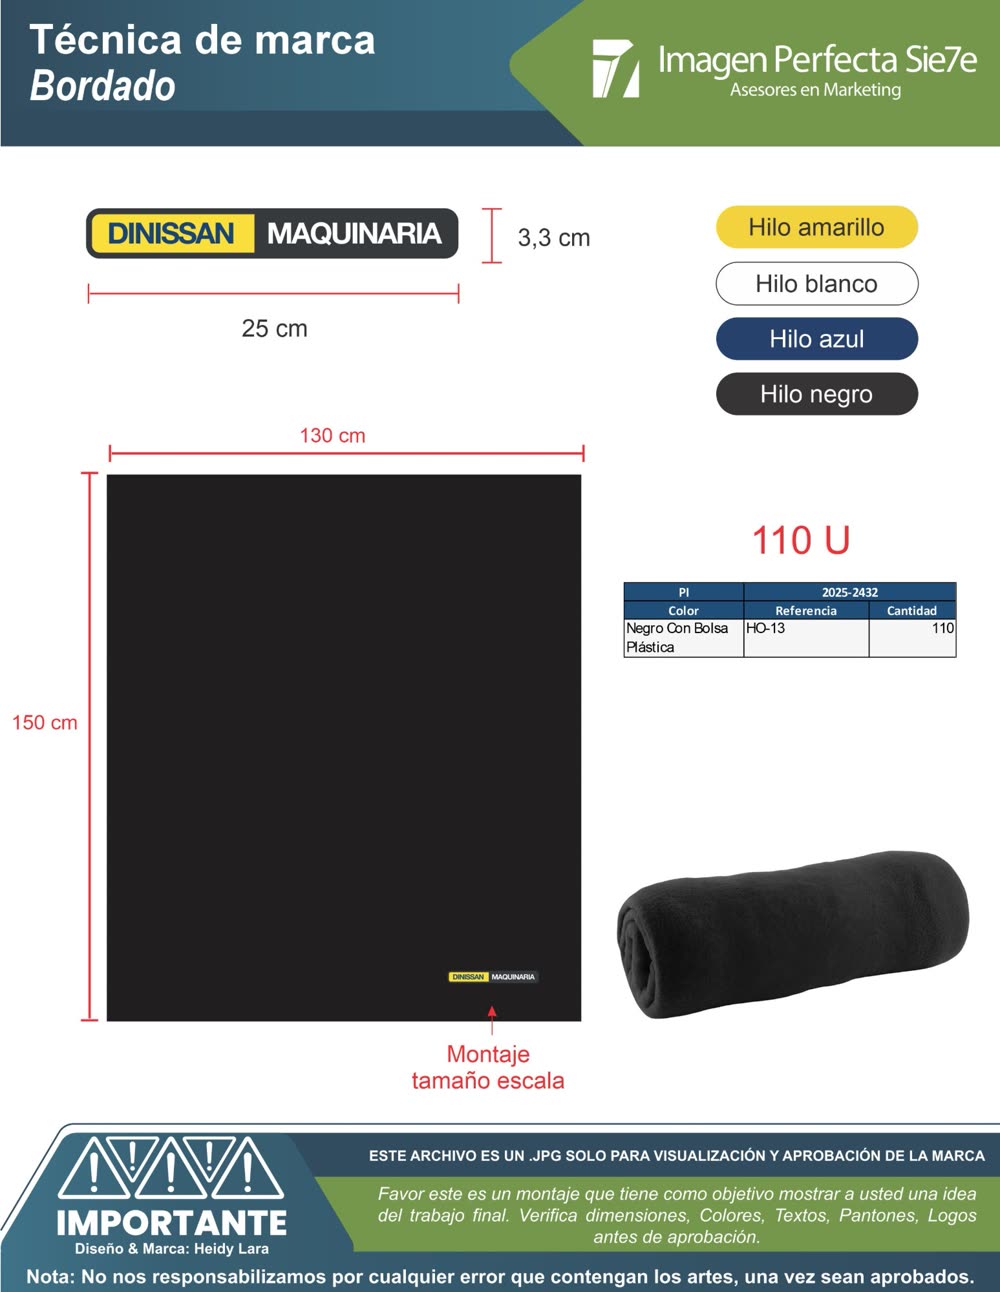 Técnica de marca
Bordado
Imagen Perfecta Sie7e
Asesores en Marketing
DINISSAN MAQUINARIA
3,3 cm
25 cm
Hilo amarillo
Hilo blanco
Hilo azul
Hilo negro
130 cm
150 cm
110 U
PI 2025-2432
Color Referencia Cantidad
Negro Con Bolsa HO-13 110
Plástica
DINISSAN MAQUINARIA
Montaje
tamaño escala
IMPORTANTE
Diseño & Marca: Heidy Lara
ESTE ARCHIVO ES UN .JPG SOLO PARA VISUALIZACIÓN Y APROBACIÓN DE LA MARCA
Favor este es un montaje que tiene como objetivo mostrar a usted una idea
del trabajo final. Verifica dimensiones, Colores, Textos, Pantones, Logos
antes de aprobación.
Nota: No nos responsabilizamos por cualquier error que contengan los artes, una vez sean aprobados.